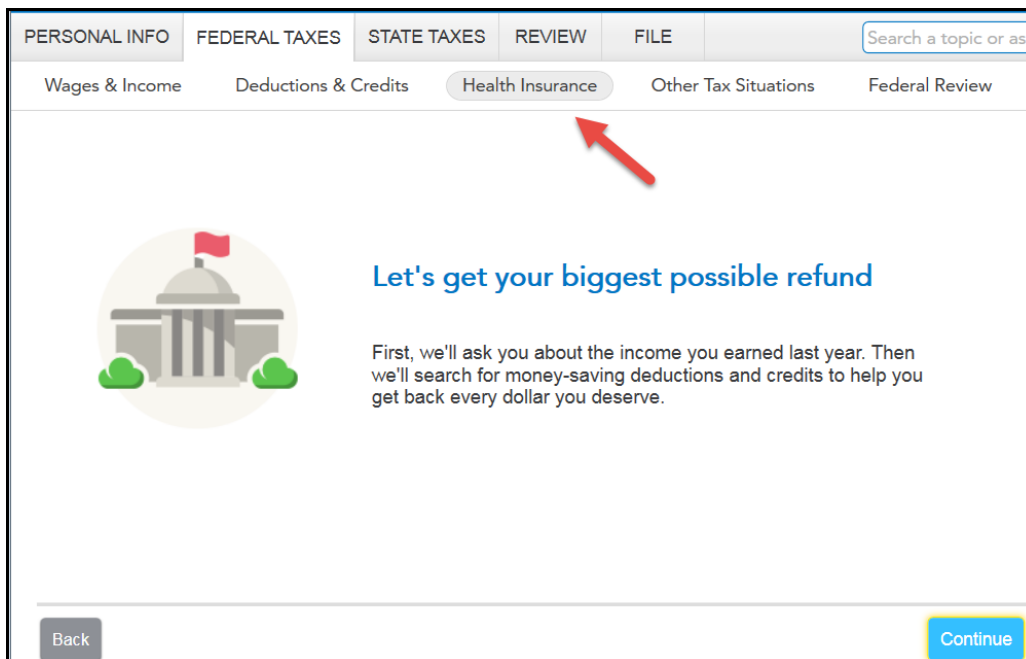 PERSONAL INFO FEDERAL TAXES STATE TAXES REVIEW FILE Search a topic or as
Wages & Income Deductions & Credits Health Insurance Other Tax Situations Federal Review
Let's get your biggest possible refund
First, we'll ask you about the income you earned last year. Then
we'll search for money-saving deductions and credits to help you
get back every dollar you deserve.
Back Continue